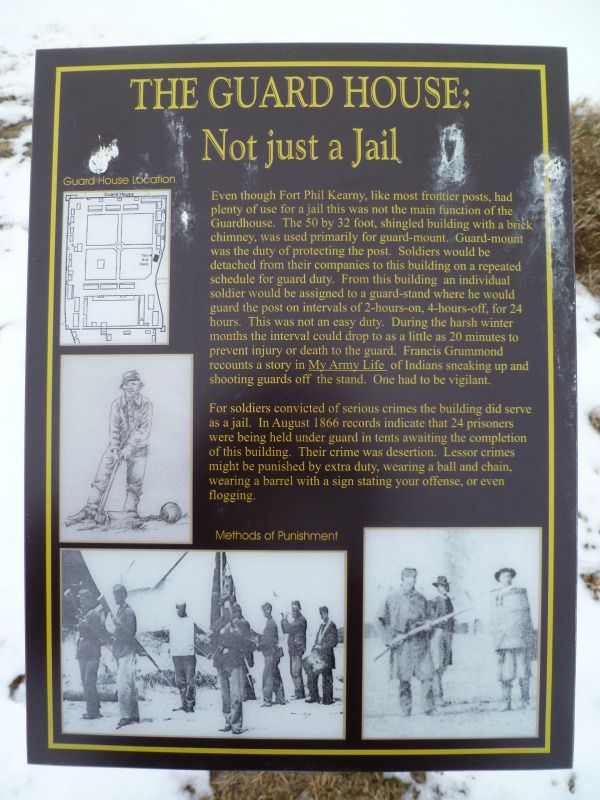 THE GUARD HOUSE:
Not just a Jail
Guard House Location
Guard House
Even though Fort Phil Kearny, like most frontier posts, had
plenty of use for a jail this was not the main function of the
Guardhouse. The 50 by 32 foot, shingled building with a brick
chimney, was used primarily for guard-mount. Guard-mount
was the duty of protecting the post. Soldiers would be
detached from their companies to this building on a repeated
schedule for guard duty. From this building an individual
soldier would be assigned to a guard-stand where he would
guard the post on intervals of 2-hours-on, 4-hours-off, for 24
hours. This was not an easy duty. During the harsh winter
months the interval could drop to as a little as 20 minutes to
prevent injury or death to the guard. Francis Grummond
recounts a story in My Army Life of Indians sneaking up and
shooting guards off the stand. One had to be vigilant.
For soldiers convicted of serious crimes the building did serve
as a jail. In August 1866 records indicate that 24 prisoners
were being held under guard in tents awaiting the completion
of this building. Their crime was desertion. Lessor crimes
might be punished by extra duty, wearing a ball and chain,
wearing a barrel with a sign stating your offense, or even
flogging.
Methods of Punishment